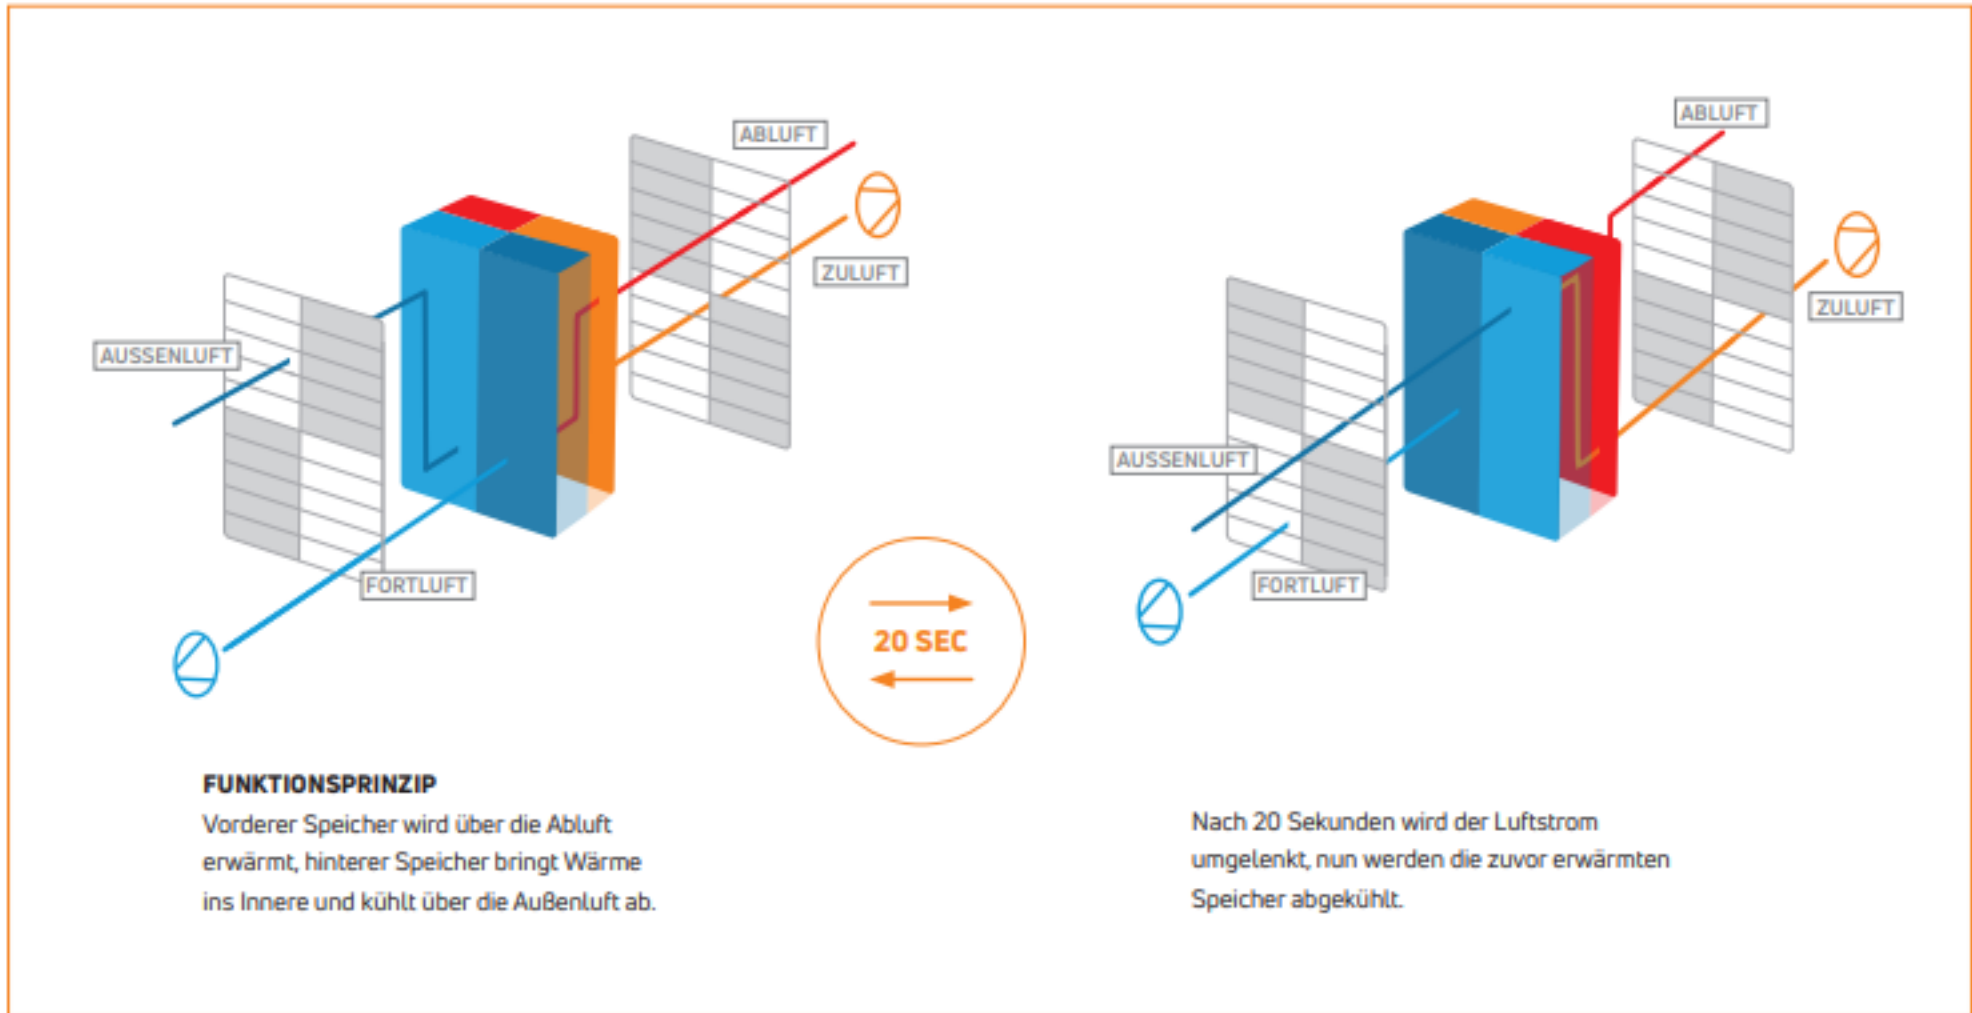 ABLUFT
ZULUFT
AUSSENLUFT
FORTLUFT
20 SEC
ABLUFT
ZULUFT
AUSSENLUFT
FORTLUFT
FUNKTIONSPRINZIP
Vorderer Speicher wird über die Abluft
erwärmt, hinterer Speicher bringt Wärme
ins Innere und kühlt über die Außenluft ab.
Nach 20 Sekunden wird der Luftstrom
umgelenkt, nun werden die zuvor erwärmten
Speicher abgekühlt.